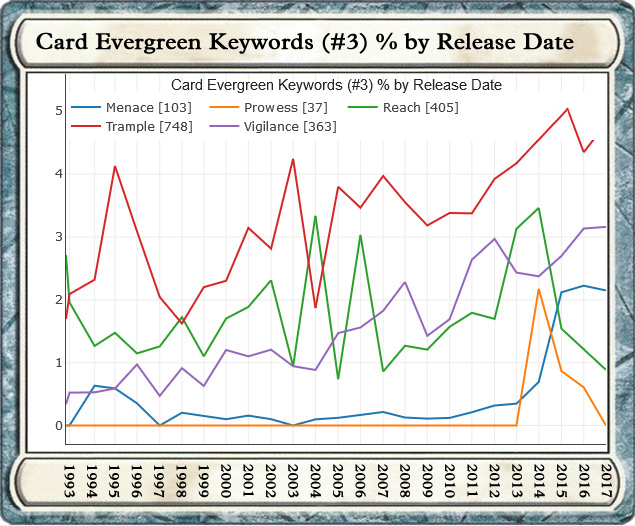 Card Evergreen Keywords (#3) % by Release Date
Card Evergreen Keywords (#3) % by Release Date
Menace [103] Prowess [37] Reach [405]
Trample [748] Vigilance [363]
5
4
3
2
1
0
1993 1994 1995 1996 1997 1998 1999 2000 2001 2002 2003 2004 2005 2006 2007 2008 2009 2010 2011 2012 2013 2014 2015 2016 2017